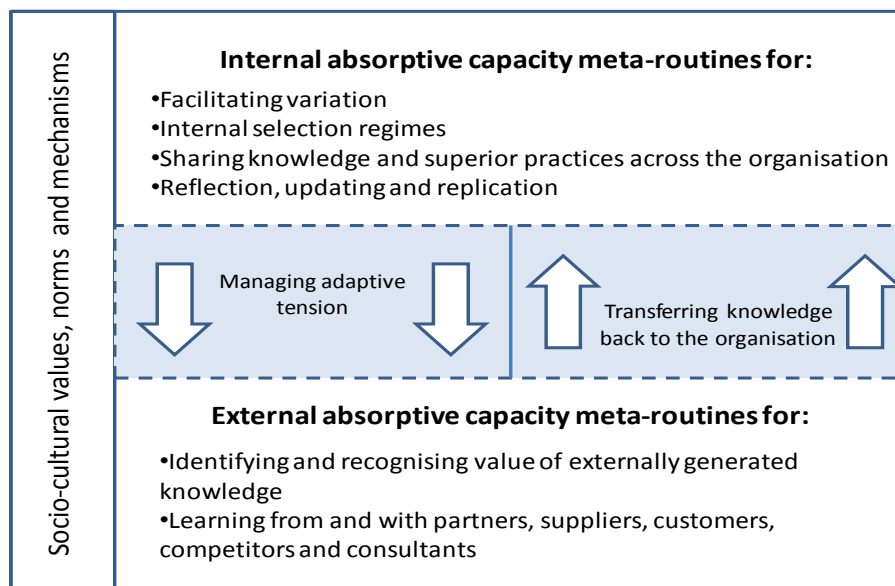 Socio-cultural values, norms and mechanisms
Internal absorptive capacity meta-routines for:
•Facilitating variation
•Internal selection regimes
•Sharing knowledge and superior practices across the organisation
•Reflection, updating and replication
Managing adaptive
tension
Transferring knowledge
back to the organisation
External absorptive capacity meta-routines for:
•Identifying and recognising value of externally generated
knowledge
•Learning from and with partners, suppliers, customers,
competitors and consultants